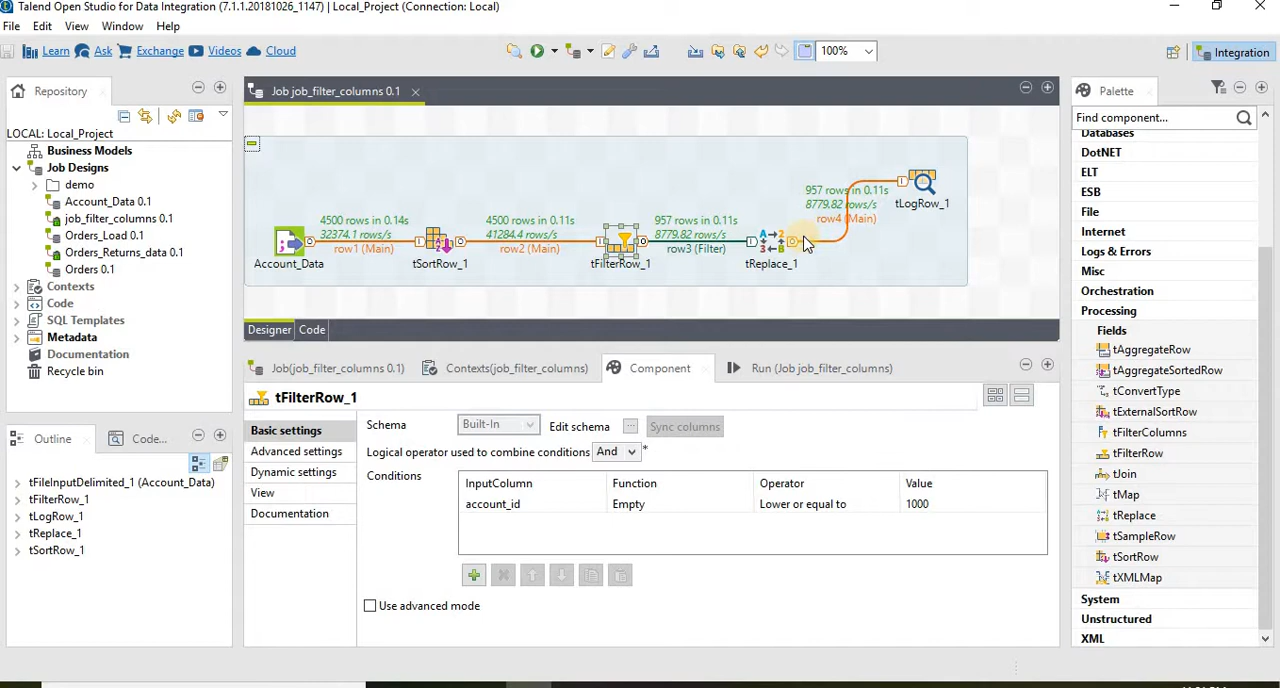 Talend Open Studio for Data Integration (7.1.1.20181026_1147) | Local_Project (Connection: Local)
File Edit View Window Help
Learn Ask Exchange Videos Cloud 100% Integration
Repository
LOCAL: Local_Project
Business Models
Job Designs
demo
Account_Data 0.1
job_filter_columns 0.1
Orders_Load 0.1
Orders_Returns_data 0.1
Orders 0.1
Contexts
Code
SQL Templates
Metadata
Documentation
Recycle bin
Outline Code...
tFileInputDelimited_1 (Account_Data)
tFilterRow_1
tLogRow_1
tReplace_1
tSortRow_1
Job job_filter_columns 0.1
4500 rows in 0.14s
32374.1 rows/s
row1 (Main)
4500 rows in 0.11s
41284.4 rows/s
row2 (Main)
957 rows in 0.11s
8779.82 rows/s
row3 (Filter)
957 rows in 0.11s
8779.82 rows/s
row4 (Main)
Account_Data
tSortRow_1
tFilterRow_1
tReplace_1
tLogRow_1
Designer Code
Job(job_filter_columns 0.1) Contexts(job_filter_columns) Component Run (Job job_filter_columns)
tFilterRow_1
Basic settings
Advanced settings
Dynamic settings
View
Documentation
Schema Built-In Edit schema ... Sync columns
Logical operator used to combine conditions And *
Conditions
InputColumn Function Operator Value
account_id Empty Lower or equal to 1000
Use advanced mode
Palette
Find component...
Databases
DotNET
ELT
ESB
File
Internet
Logs & Errors
Misc
Orchestration
Processing
Fields
tAggregateRow
tAggregateSortedRow
tConvertType
tExternalSortRow
tFilterColumns
tFilterRow
tJoin
tMap
tReplace
tSampleRow
tSortRow
tXMLMap
System
Unstructured
XML